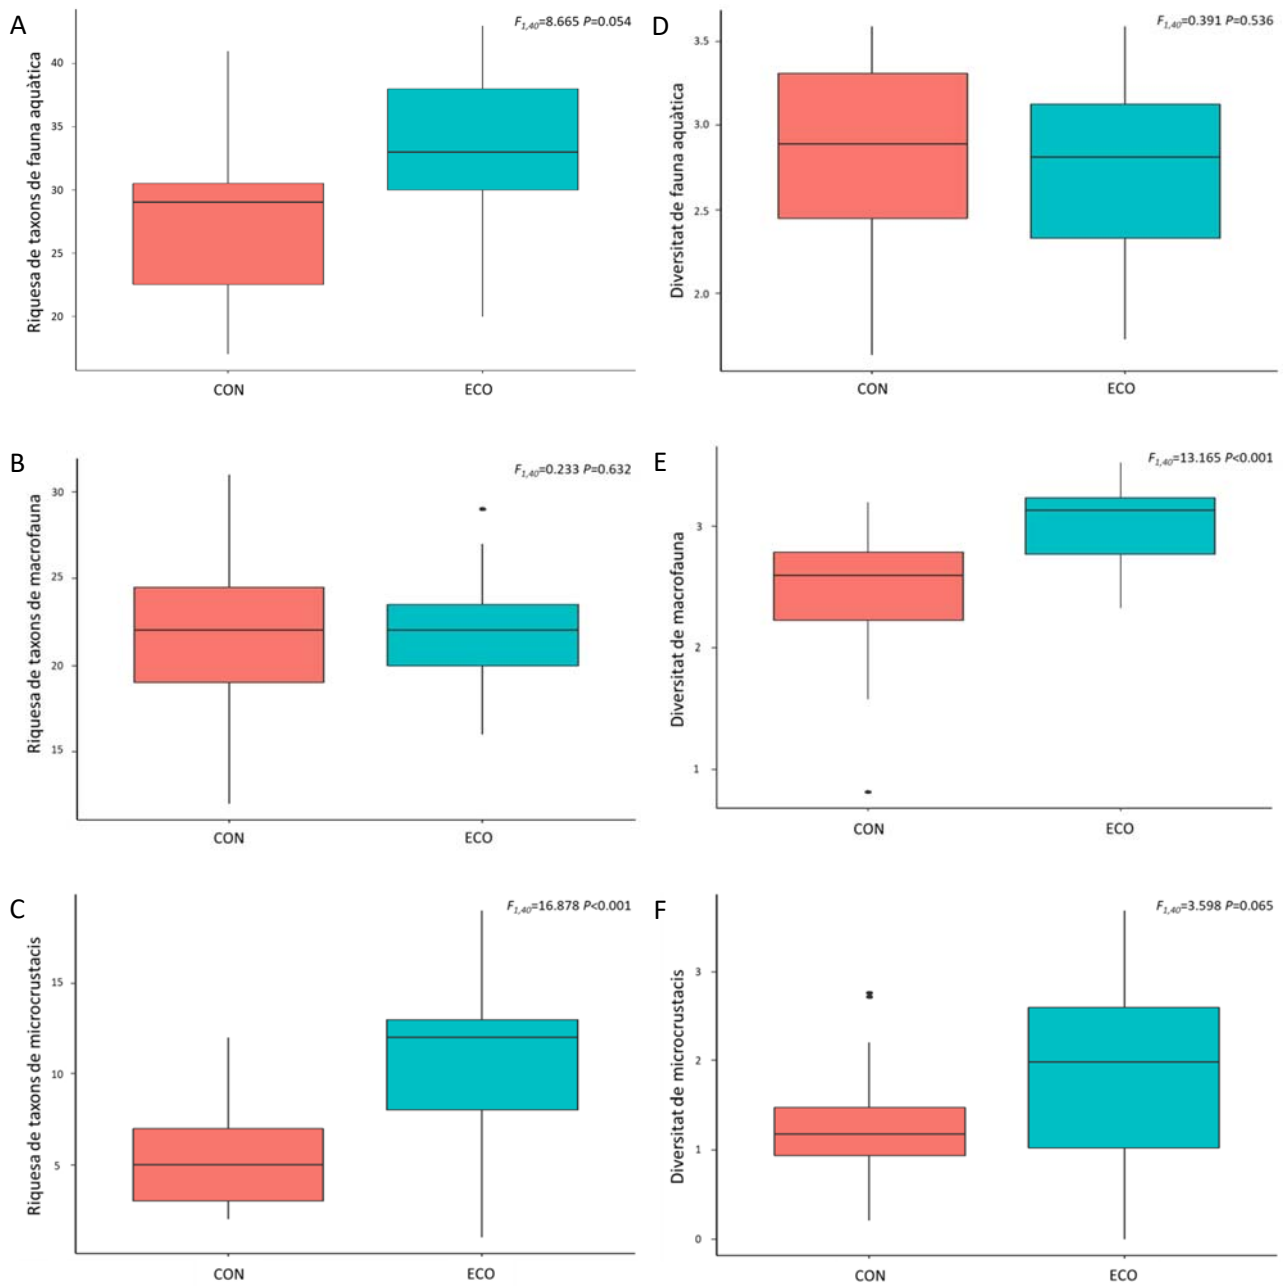 A
F1,40=8.665 P=0.054
Riquesa de taxons de fauna aquàtica
40
35
30
25
20
CON
ECO
D
F1,40=0.391 P=0.536
Diversitat de fauna aquàtica
3.5
3.0
2.5
2.0
CON
ECO
B
F1,40=0.233 P=0.632
Riquesa de taxons de macrofauna
30
25
20
15
CON
ECO
E
F1,40=13.165 P<0.001
Diversitat de macrofauna
3
2
1
CON
ECO
C
F1,40=16.878 P<0.001
Riquesa de taxons de microcrustacis
15
10
5
CON
ECO
F
F1,40=3.598 P=0.065
Diversitat de microcrustacis
3
2
1
0
CON
ECO